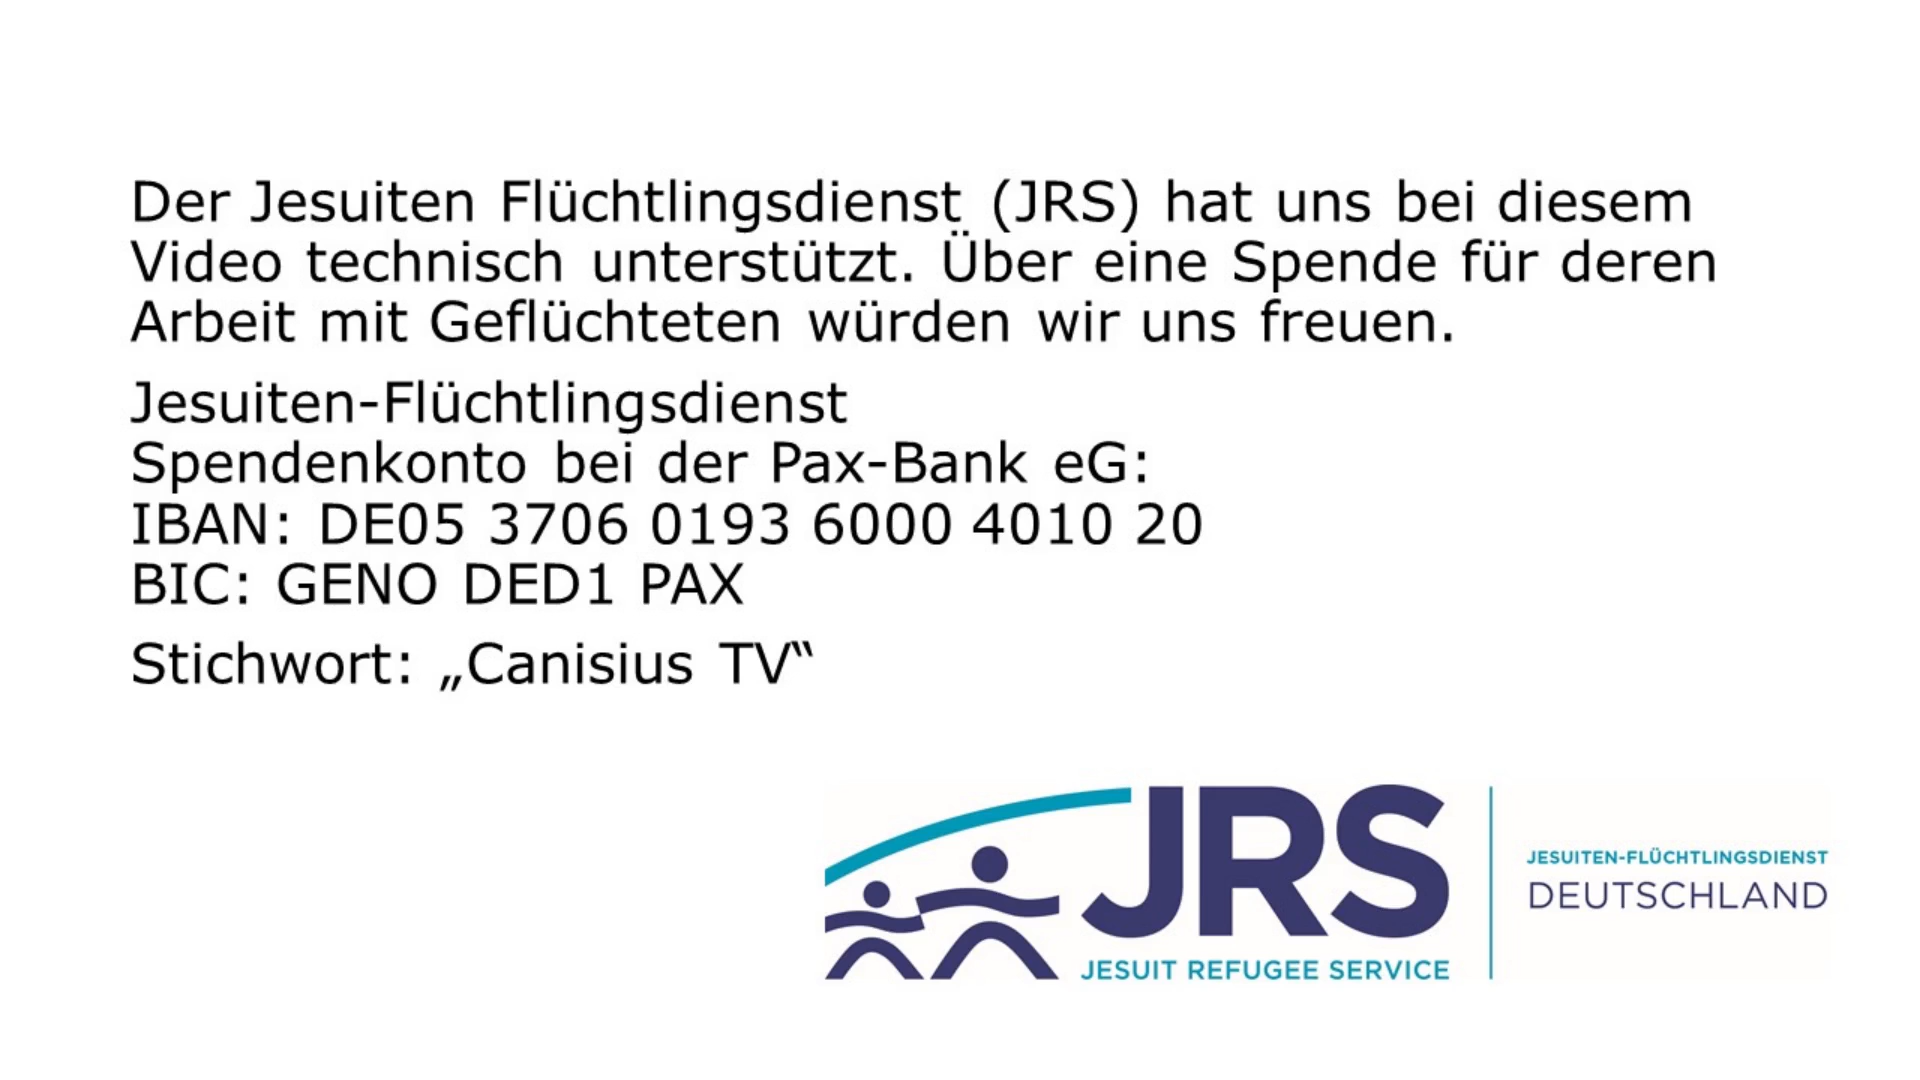 Der Jesuiten Flüchtlingsdienst (JRS) hat uns bei diesem
Video technisch unterstützt. Über eine Spende für deren
Arbeit mit Geflüchteten würden wir uns freuen.
Jesuiten-Flüchtlingsdienst
Spendenkonto bei der Pax-Bank eG:
IBAN: DE05 3706 0193 6000 4010 20
BIC: GENO DED1 PAX
Stichwort: „Canisius TV“
JRS
JESUIT REFUGEE SERVICE
JESUITEN-FLÜCHTLINGSDIENST
DEUTSCHLAND